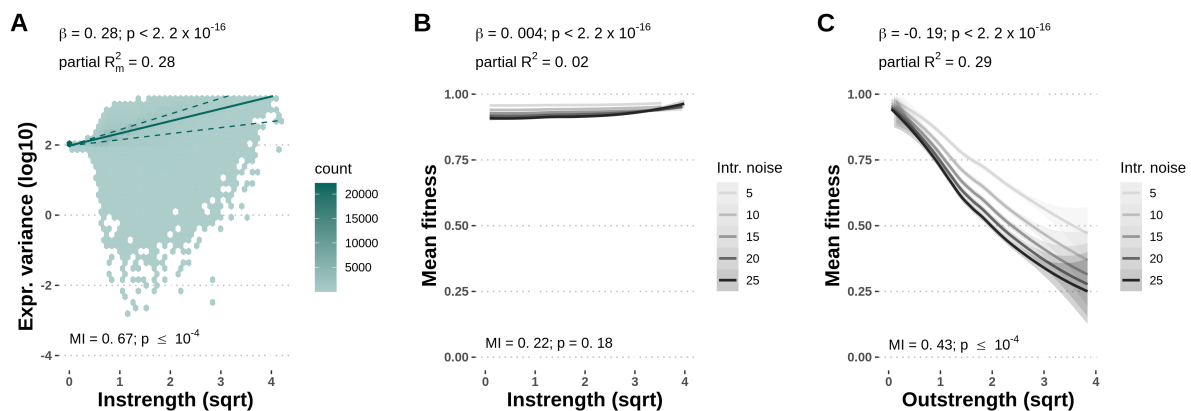 A
β = 0. 28; p < 2. 2 x 10^-16
partial R_m^2 = 0. 28
Expr. variance (log10)
2
0
-2
-4
MI = 0. 67; p ≤ 10^-4
0 1 2 3 4
Instrength (sqrt)
count
20000
15000
10000
5000
B
β = 0. 004; p < 2. 2 x 10^-16
partial R^2 = 0. 02
Mean fitness
1.00
0.75
0.50
0.25
0.00
MI = 0. 22; p = 0. 18
0 1 2 3 4
Instrength (sqrt)
Intr. noise
5
10
15
20
25
C
β = -0. 19; p < 2. 2 x 10^-16
partial R^2 = 0. 29
Mean fitness
1.00
0.75
0.50
0.25
0.00
MI = 0. 43; p ≤ 10^-4
0 1 2 3 4
Outstrength (sqrt)
Intr. noise
5
10
15
20
25